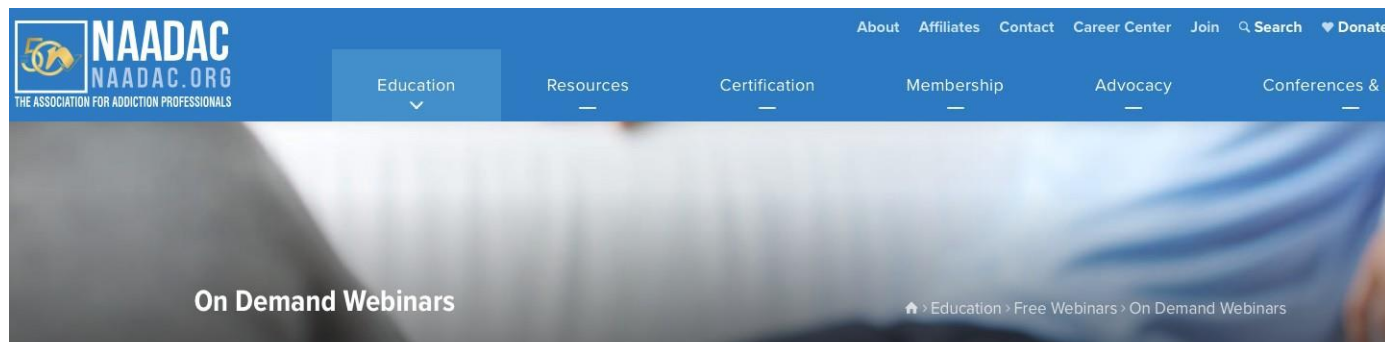 50
NAADAC
NAADAC.ORG
THE ASSOCIATION FOR ADDICTION PROFESSIONALS
About Affiliates Contact Career Center Join Search Donate
Education Resources Certification Membership Advocacy Conferences &
On Demand Webinars
› Education › Free Webinars › On Demand Webinars